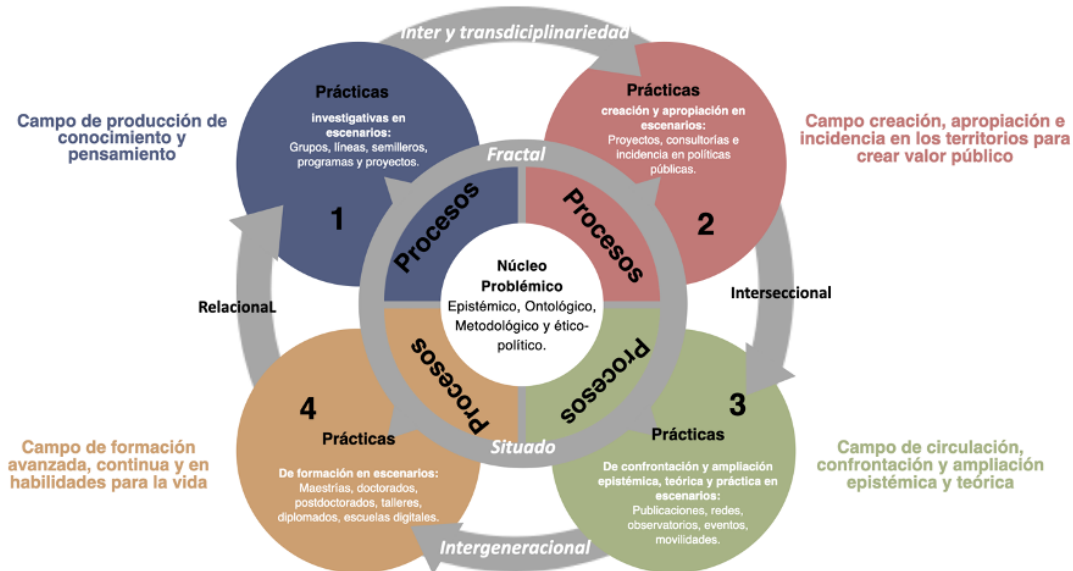 Inter y transdiciplinariedad
Campo de producción de
conocimiento y
pensamiento
Prácticas
investigativas en
escenarios:
Grupos, líneas, semilleros,
programas y proyectos.
1
Prácticas
creación y apropiación en
escenarios:
Proyectos, consultorías e
incidencia en políticas
públicas.
2
Campo creación, apropiación e
incidencia en los territorios para
crear valor público
Fractal
Procesos
Procesos
Núcleo
Problémico
Epistémico, Ontológico,
Metodológico y ético-
político.
RelacionaL
Interseccional
Procesos
Procesos
Situado
4
Prácticas
De formación en escenarios:
Maestrías, doctorados,
postdoctorados, talleres,
diplomados, escuelas digitales.
Campo de formación
avanzada, continua y en
habilidades para la vida
3
Prácticas
De confrontación y ampliación
epistémica, teórica y práctica en
escenarios:
Publicaciones, redes,
observatorios, eventos,
movilidades.
Campo de circulación,
confrontación y ampliación
epistémica y teórica
Intergeneracional